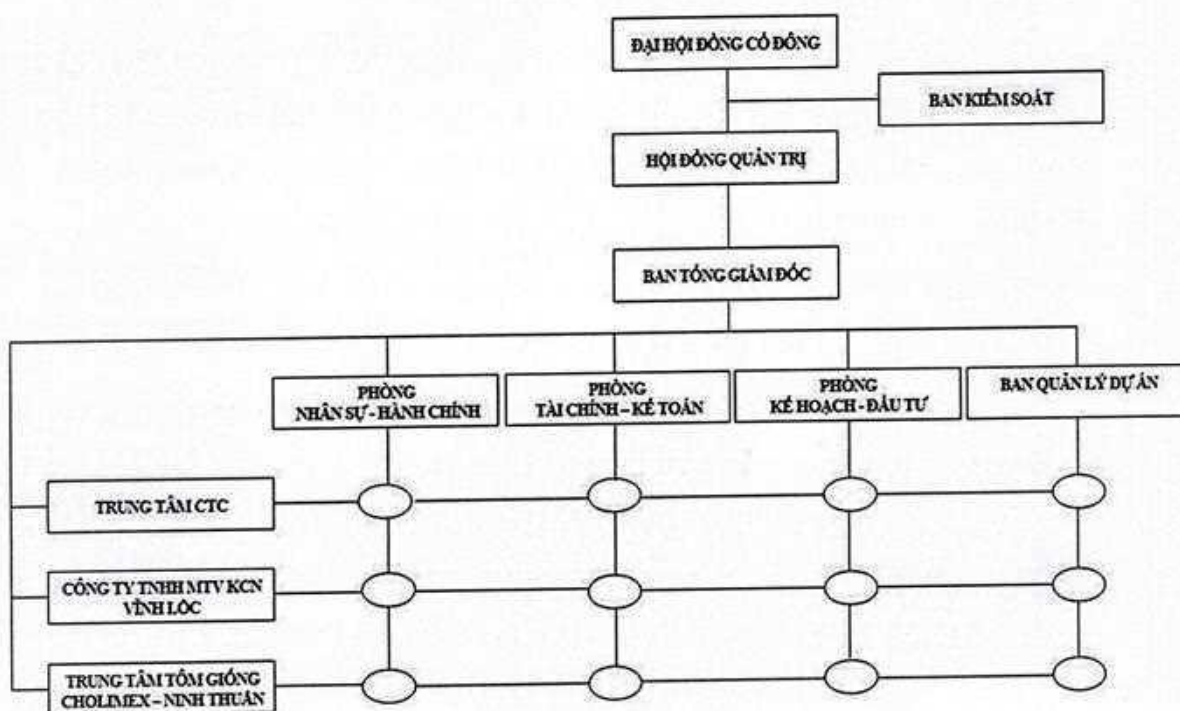 ĐẠI HỘI ĐỒNG CỔ ĐÔNG
BAN KIỂM SOÁT
HỘI ĐỒNG QUẢN TRỊ
BAN TỔNG GIÁM ĐỐC
PHÒNG
NHÂN SỰ - HÀNH CHÍNH
PHÒNG
TÀI CHÍNH – KẾ TOÁN
PHÒNG
KẾ HOẠCH - ĐẦU TƯ
BAN QUẢN LÝ DỰ ÁN
TRUNG TÂM CTC
CÔNG TY TNHH MTV KCN
VĨNH LỘC
TRUNG TÂM TÔM GIỐNG
CHOLIMEX – NINH THUẬN